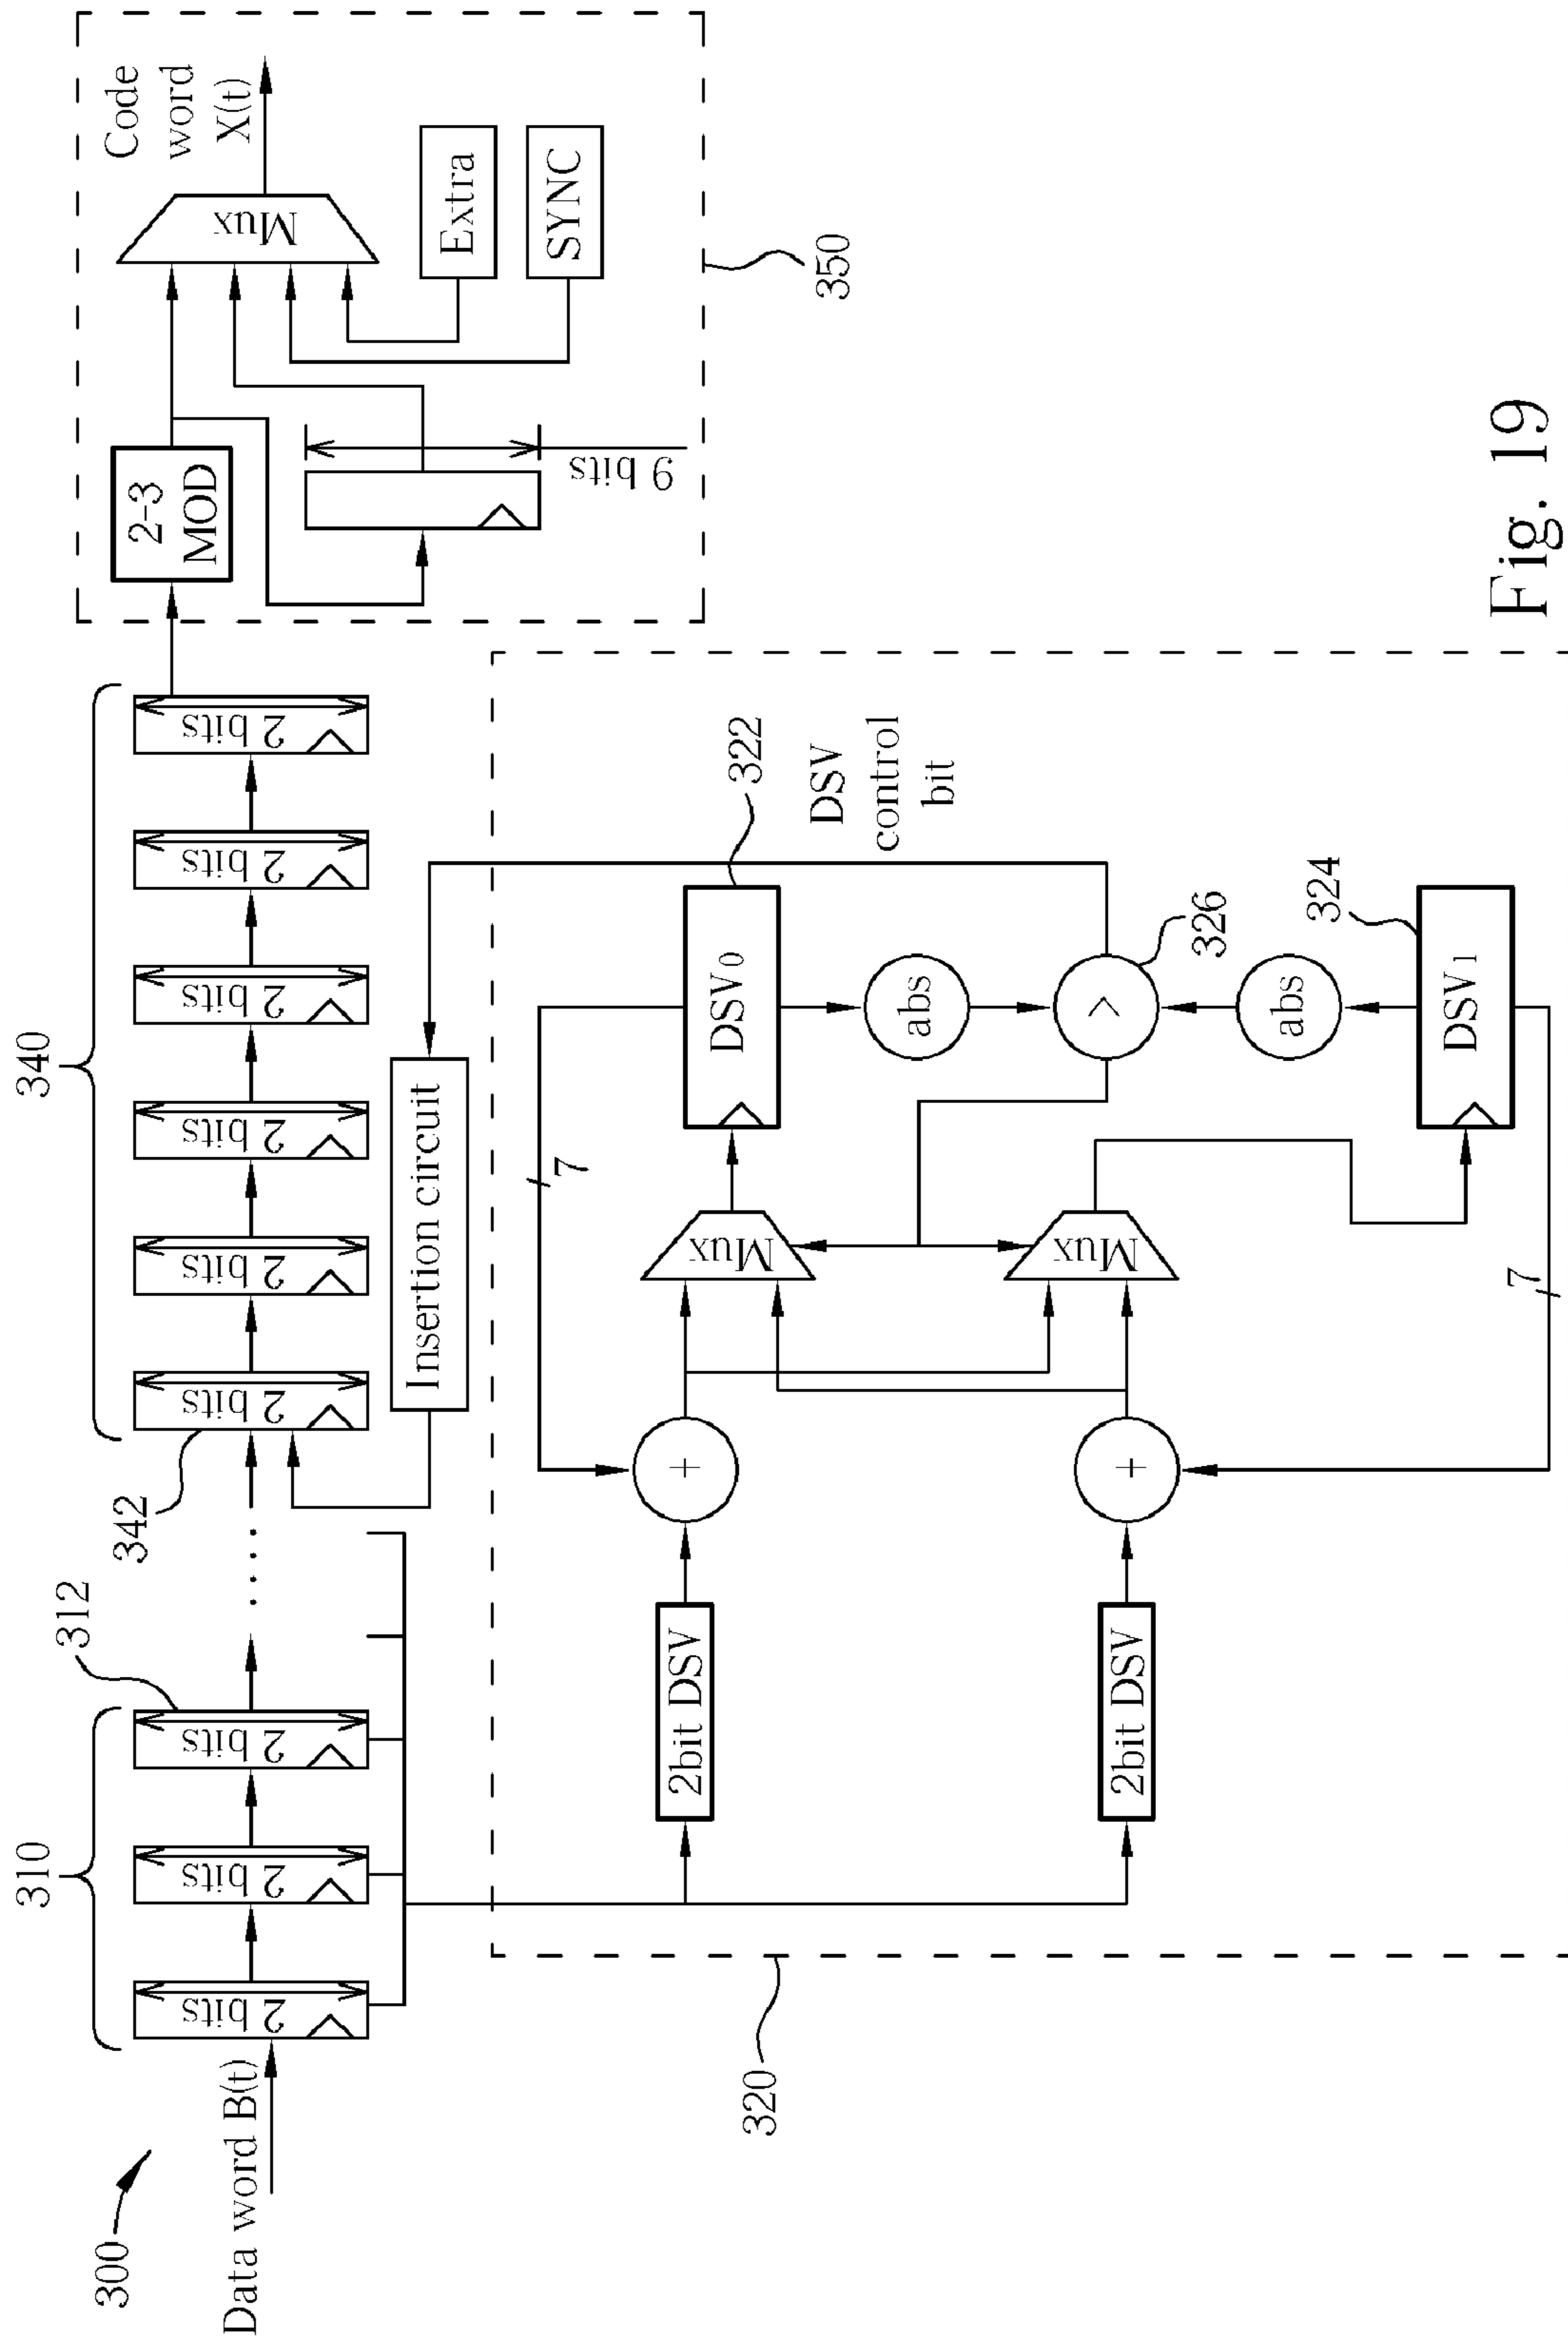 300
Data word B(t)
310
2 bits
2 bits
2 bits
312
342
340
2 bits
2 bits
2 bits
2 bits
2 bits
2 bits
Insertion circuit
2-3
MOD
9 bits
Mux
Code
word
X(t)
Extra
SYNC
350
320
2bit DSV
2bit DSV
+
+
Mux
Mux
7
7
DSV0
322
abs
>
326
abs
DSV1
324
DSV
control
bit
Fig. 19